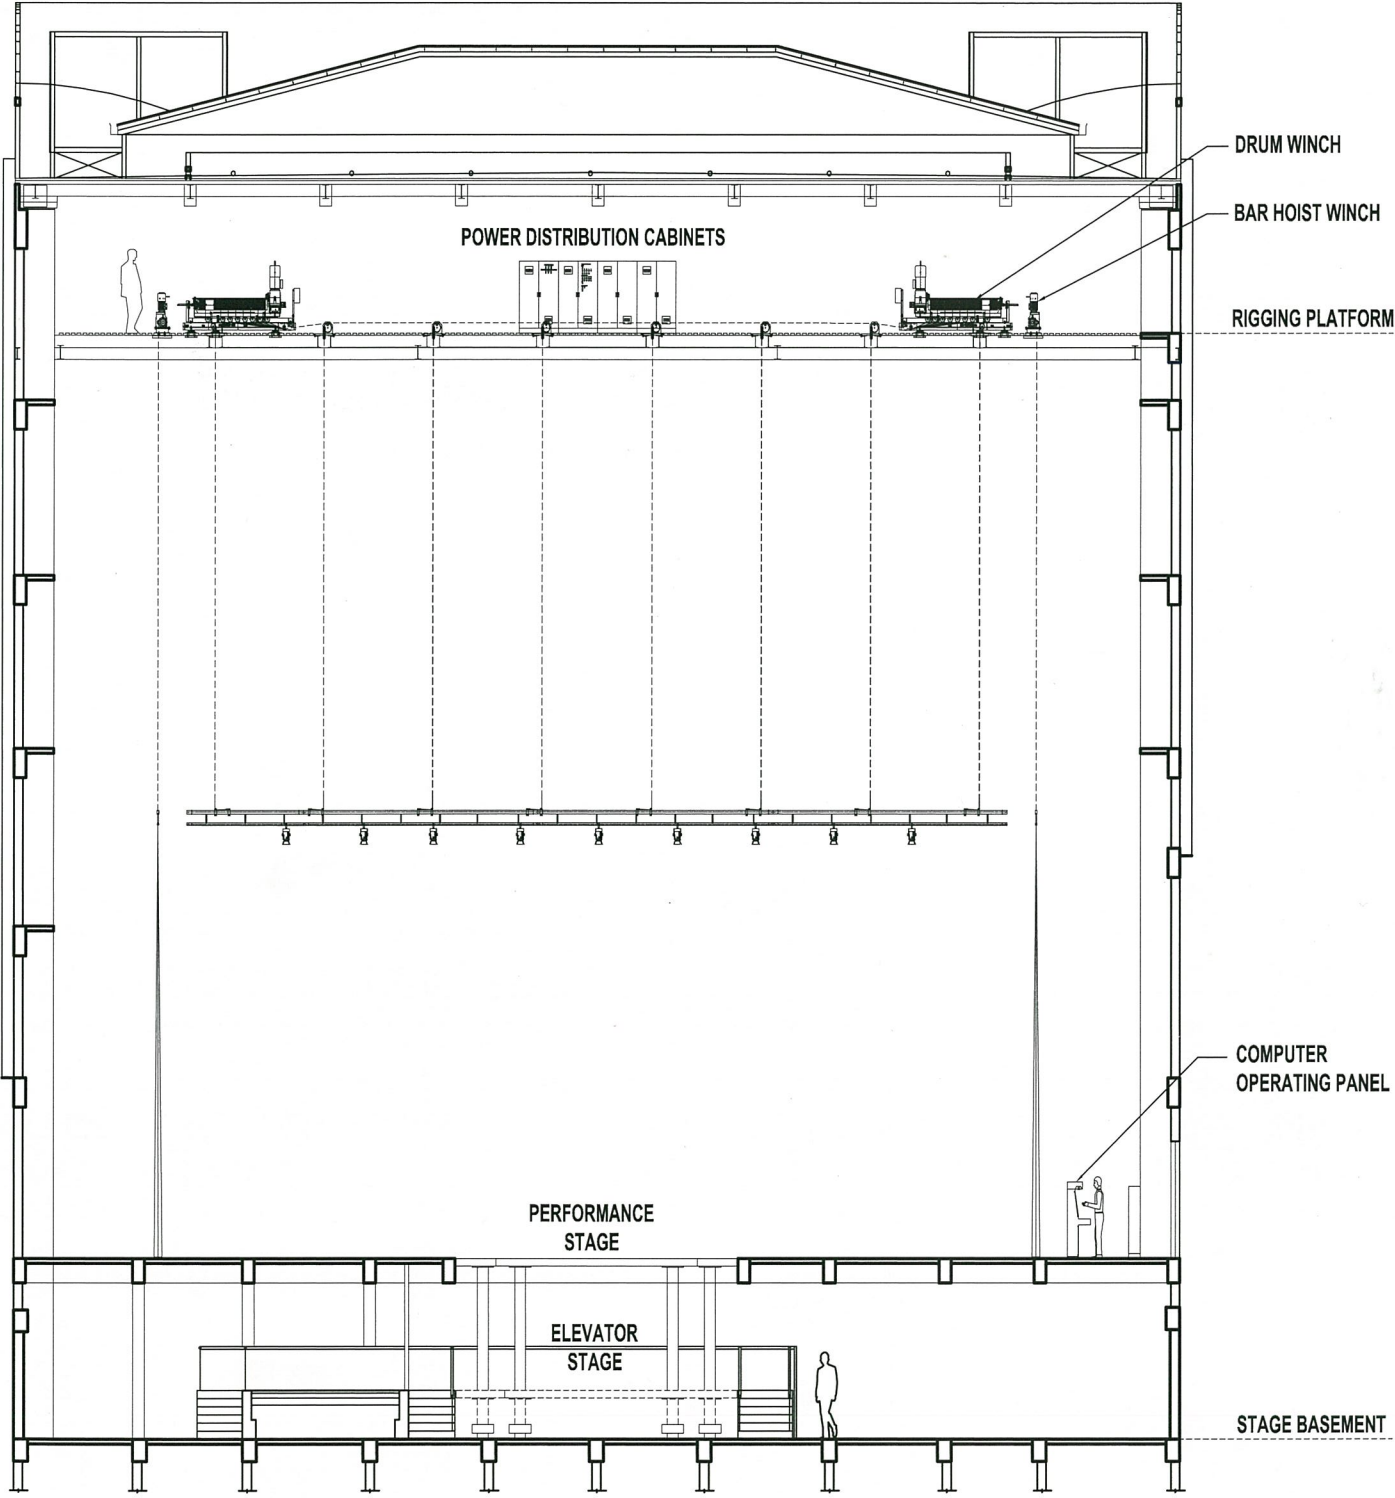 DRUM WINCH
BAR HOIST WINCH
POWER DISTRIBUTION CABINETS
RIGGING PLATFORM
COMPUTER
OPERATING PANEL
PERFORMANCE
STAGE
ELEVATOR
STAGE
STAGE BASEMENT